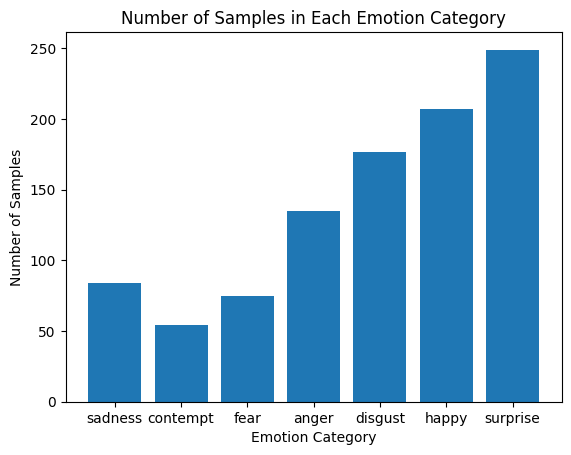 Number of Samples in Each Emotion Category
Number of Samples
250
200
150
100
50
0
sadness contempt fear anger disgust happy surprise
Emotion Category